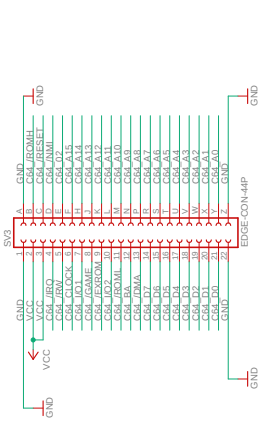 GND
GND
GND
C64_/ROMH
C64_/RESET
C64_/NMI
C64_02
C64_A15
C64_A14
C64_A13
C64_A12
C64_A11
C64_A10
C64_A9
C64_A8
C64_A7
C64_A6
C64_A5
C64_A4
C64_A3
C64_A2
C64_A1
C64_A0
GND
A
B
C
D
E
F
H
J
K
L
M
N
P
R
S
T
U
V
W
X
Y
Z
SV3
EDGE-CON-44P
1
2
3
4
5
6
7
8
9
10
11
12
13
14
15
16
17
18
19
20
21
22
GND
VCC
VCC
C64_/IRQ
C64_/RW
C64_CLOCK
C64_/IO1
C64_/GAME
C64_/EXROM
C64_/IO2
C64_/ROML
C64_BA
C64_/DMA
C64_D7
C64_D6
C64_D5
C64_D4
C64_D3
C64_D2
C64_D1
C64_D0
GND
VCC
GND
GND